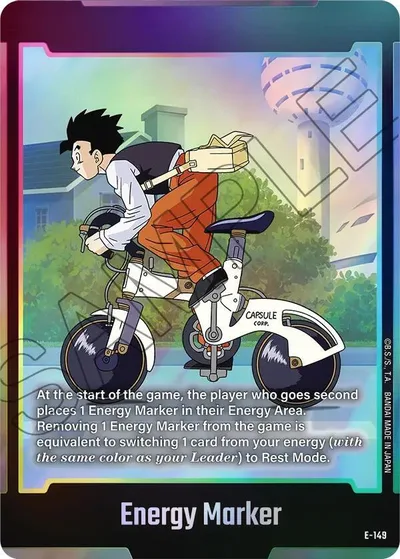 SAMPLE
CAPSULE
CORP.
At the start of the game, the player who goes second
places 1 Energy Marker in their Energy Area.
Removing 1 Energy Marker from the game is
equivalent to switching 1 card from your energy (with
the same color as your Leader) to Rest Mode.
©B.S./S., T.A. BANDAI MADE IN JAPAN
Energy Marker
E-149